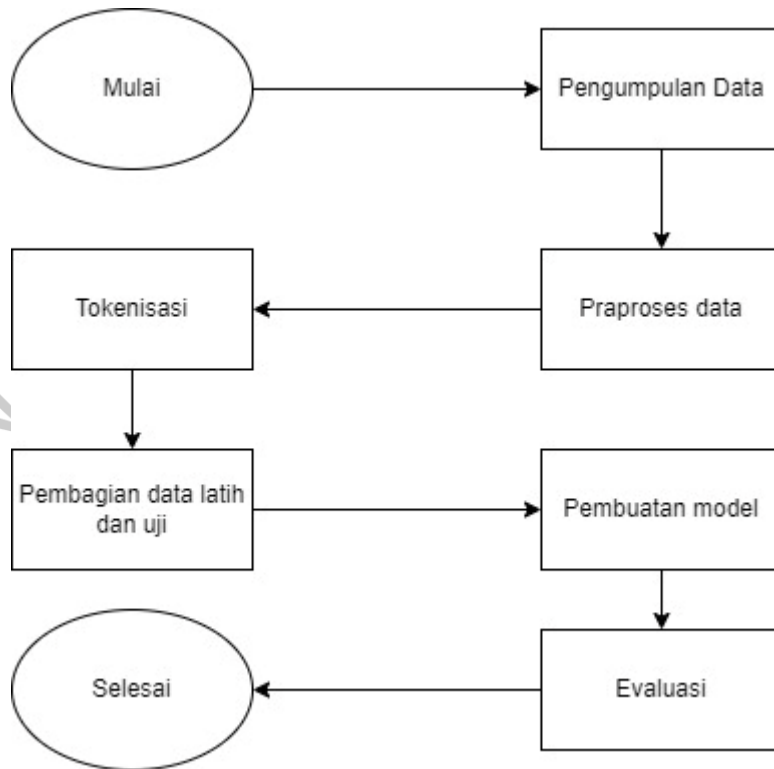 Mulai
Pengumpulan Data
Praproses data
Tokenisasi
Pembagian data latih
dan uji
Pembuatan model
Evaluasi
Selesai